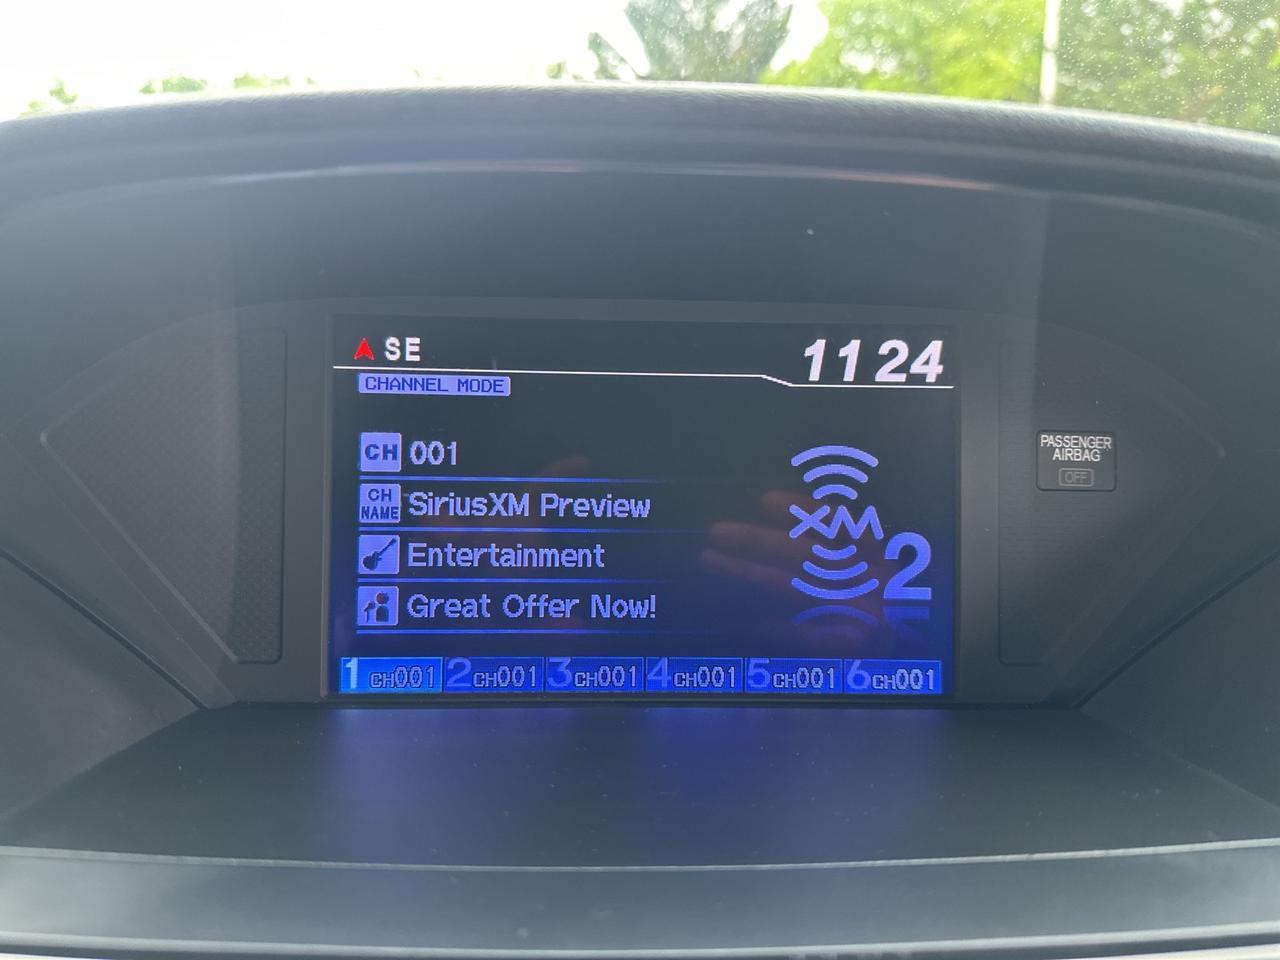 SE
11 24
CHANNEL MODE
CH 001
CH NAME SiriusXM Preview
Entertainment
Great Offer Now!
XM 2
1 CH001 2 CH001 3 CH001 4 CH001 5 CH001 6 CH001
PASSENGER
AIRBAG
OFF